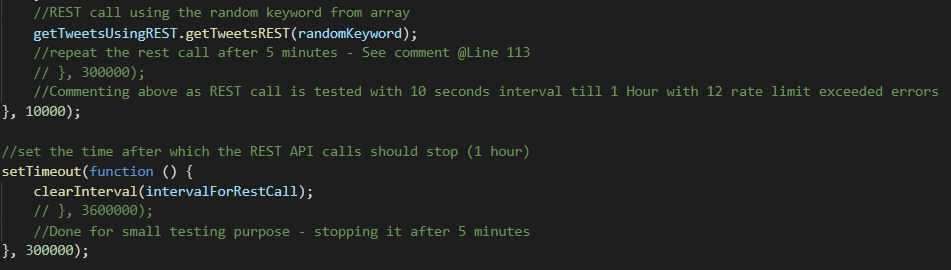 //REST call using the random keyword from array
getTweetsUsingREST.getTweetsREST(randomKeyword);
//repeat the rest call after 5 minutes - See comment @Line 113
// }, 300000);
//Commenting above as REST call is tested with 10 seconds interval till 1 Hour with 12 rate limit exceeded errors
}, 10000);
//set the time after which the REST API calls should stop (1 hour)
setTimeout(function () {
clearInterval(intervalForRestCall);
// }, 3600000);
//Done for small testing purpose - stopping it after 5 minutes
}, 300000);